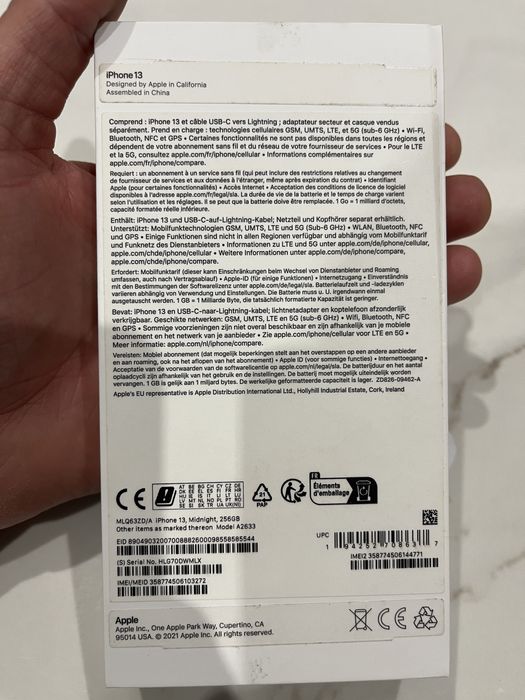 iPhone 13
Designed by Apple in California
Assembled in China
Comprend : iPhone 13 et câble USB-C vers Lightning ; adaptateur secteur et casque vendus
séparément. Prend en charge : technologies cellulaires GSM, UMTS, LTE, et 5G (sub-6 GHz) • Wi-Fi,
Bluetooth, NFC et GPS • Certaines fonctionnalités ne sont pas disponibles dans toutes les régions et
dépendent de votre abonnement sans fil et du réseau de votre fournisseur de services • Pour le LTE
et la 5G, consultez apple.com/fr/iphone/cellular • Informations complémentaires sur
apple.com/fr/iphone/compare.
Requiert : un abonnement à un service sans fil (qui peut inclure des restrictions relatives au changement
de fournisseur de services et aux données à l'étranger, même après expiration du contrat) • Identifiant
Apple (pour certaines fonctionnalités) • Accès Internet • Acceptation des conditions de licence de logiciel
disponibles à l'adresse apple.com/fr/legal/sla. La durée de vie de la batterie et le temps de charge varient
selon l'utilisation et les réglages. Il se peut que la batterie doive être remplacée. 1 Go = 1 milliard d'octets,
capacité formatée réelle inférieure.
Enthält: iPhone 13 und USB-C-auf-Lightning-Kabel; Netzteil und Kopfhörer separat erhältlich.
Unterstützt: Mobilfunktechnologien GSM, UMTS, LTE und 5G (Sub-6 GHz) • WLAN, Bluetooth, NFC
und GPS • Einige Funktionen sind nicht in allen Regionen verfügbar und abhängig vom Mobilfunktarif
und Funknetz des Dienstanbieters • Informationen zu LTE und 5G unter apple.com/de/iphone/cellular,
apple.com/chde/iphone/cellular • Weitere Informationen unter apple.com/de/iphone/compare,
apple.com/chde/iphone/compare.
Erfordert: Mobilfunktarif (dieser kann Einschränkungen beim Wechsel von Dienstanbieter und Roaming
umfassen, auch nach Vertragsablauf) • Apple-ID (für einige Funktionen) • Internetzugang • Einverständnis
mit den Bestimmungen der Softwarelizenz unter apple.com/de/legal/sla. Batterielaufzeit und -ladezyklen
variieren abhängig von Verwendung und Einstellungen. Die Batterie muss u. U. irgendwann einmal
ausgetauscht werden. 1 GB = 1 Milliarde Byte, die tatsächlich formatierte Kapazität ist geringer.
Bevat: iPhone 13 en USB-C-naar-Lightning-kabel; lichtnetadapter en koptelefoon afzonderlijk
verkrijgbaar. Geschikte netwerken: GSM, UMTS, LTE en 5G (sub-6 GHz) • Wifi, Bluetooth, NFC
en GPS • Sommige voorzieningen zijn niet overal beschikbaar en zijn afhankelijk van je mobiele
abonnement en het netwerk van je aanbieder • Zie apple.com/nl/iphone/cellular voor LTE en 5G •
Meer informatie: apple.com/nl/iphone/compare.
Vereisten: Mobiel abonnement (dat mogelijk beperkingen stelt aan het overstappen op een andere aanbieder
en aan roaming, ook na het aflopen van het abonnement) • Apple ID (voor sommige functies) • Internettoegang •
Acceptatie van de voorwaarden van de softwarelicentie op apple.com/nl/legal/sla. De batterijduur en het aantal
oplaadcycli zijn afhankelijk van het gebruik en de instellingen. De batterij moet mogelijk uiteindelijk worden
vervangen. 1 GB is gelijk aan 1 miljard bytes. De werkelijke geformatteerde capaciteit is lager. ZD826-09462-A
Apple's EU representative is Apple Distribution International Ltd., Hollyhill Industrial Estate, Cork, Ireland
CE
21
PAP
FR
Éléments
d'emballage
MLQ63ZD/A iPhone 13, Midnight, 256GB
Other items as marked thereon Model A2633
EID 89049032007008882600098558585544
(S) Serial No. HLG70DWMLX
IMEI/MEID 358774506103272
UPC
1 94252 70863 7
IMEI2 358774506144771
Apple
Apple Inc., One Apple Park Way, Cupertino, CA
95014 USA. © 2021 Apple Inc. All rights reserved.
CE